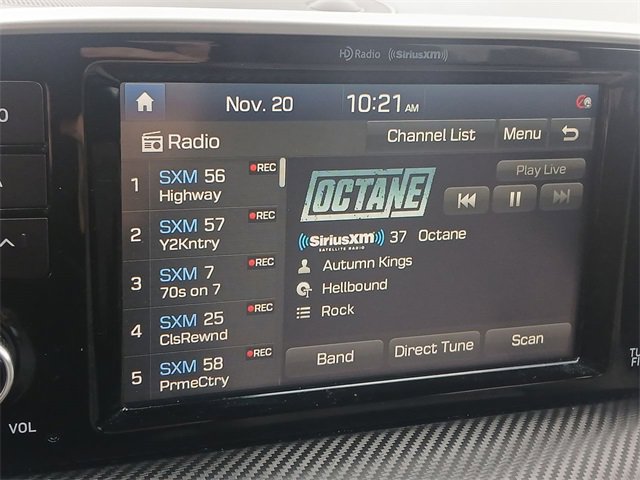 HD Radio ((SiriusXM))
Nov. 20 10:21 AM
Radio Channel List Menu
1 SXM 56 REC
Highway
2 SXM 57 REC
Y2Kntry
3 SXM 7 REC
70s on 7
4 SXM 25 REC
ClsRewnd
5 SXM 58 REC
PrmeCtry
Play Live
OCTANE
((SiriusXM)) 37 Octane
SATELLITE RADIO
Autumn Kings
Hellbound
Rock
Band Direct Tune Scan
VOL